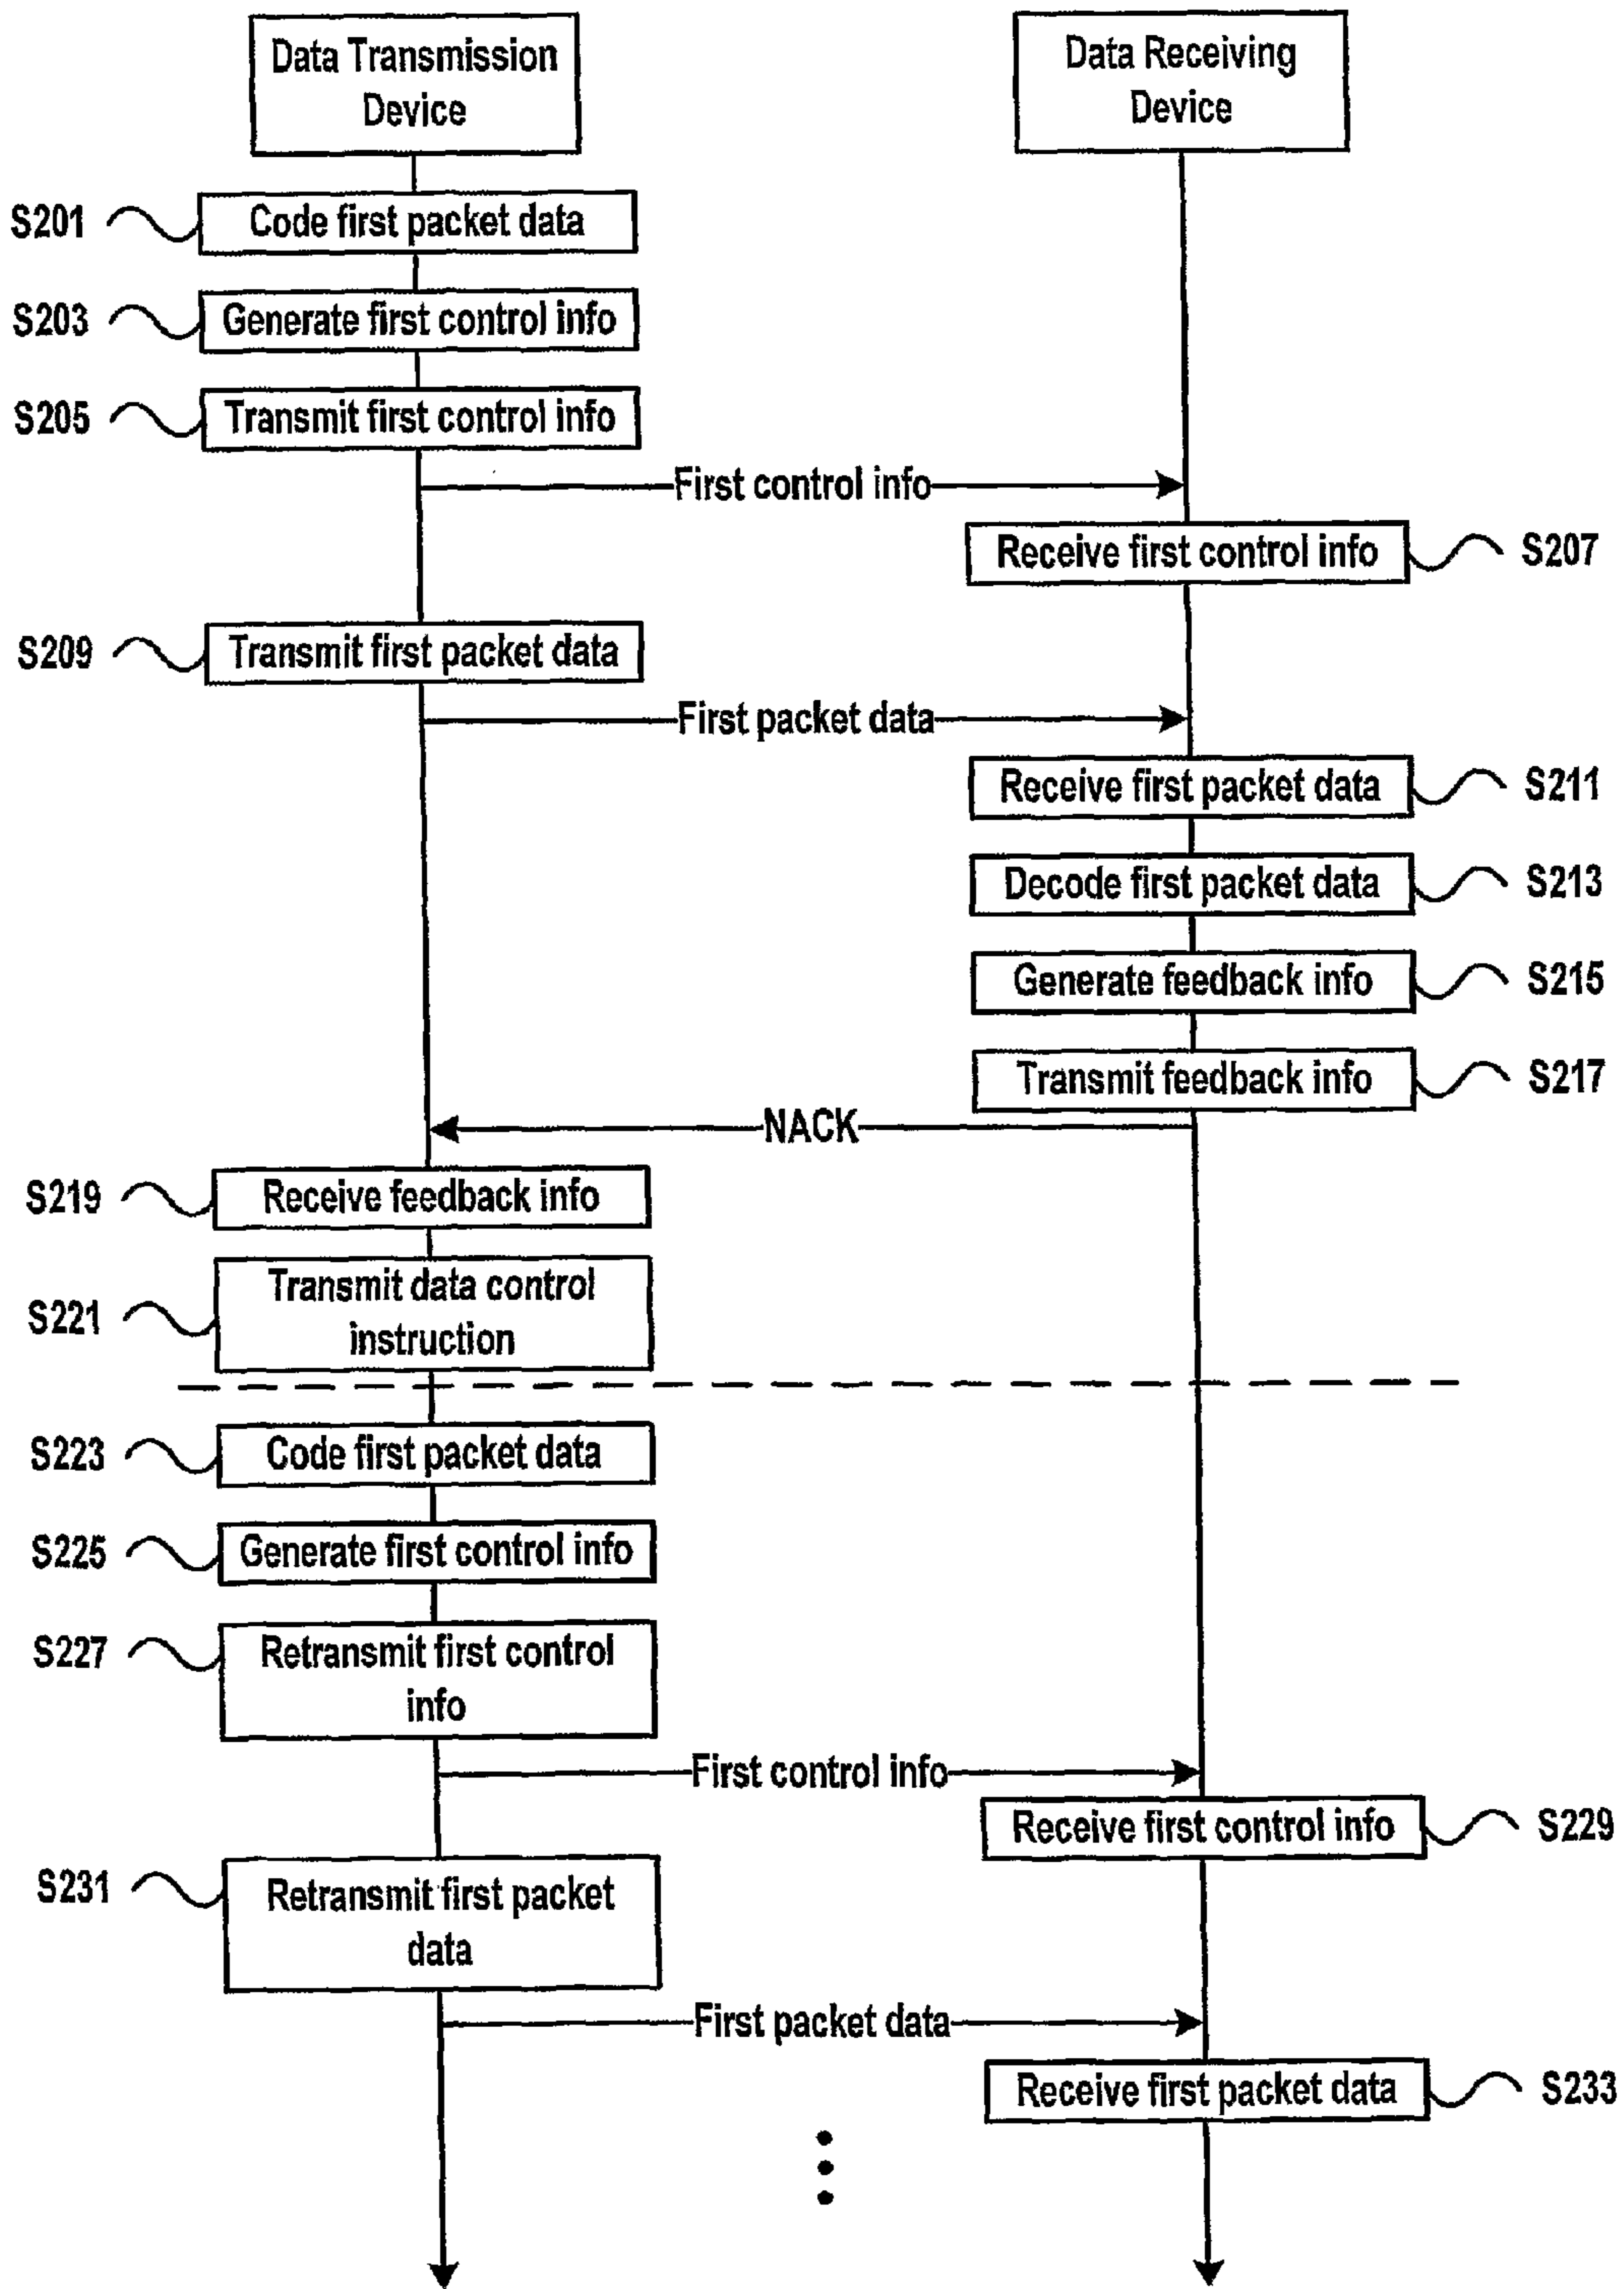 Data Transmission
Device
Data Receiving
Device
S201
Code first packet data
S203
Generate first control info
S205
Transmit first control info
First control info
Receive first control info
S207
S209
Transmit first packet data
First packet data
Receive first packet data
S211
Decode first packet data
S213
Generate feedback info
S215
Transmit feedback info
S217
NACK
S219
Receive feedback info
S221
Transmit data control
instruction
S223
Code first packet data
S225
Generate first control info
S227
Retransmit first control
info
First control info
Receive first control info
S229
S231
Retransmit first packet
data
First packet data
Receive first packet data
S233